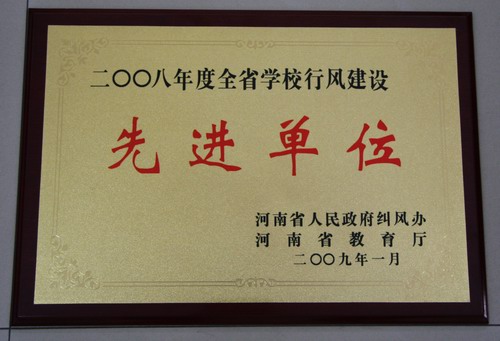 二〇〇八年度全省学校行风建设
先进单位
河南省人民政府纠风办
河南省教育厅
二〇〇九年一月